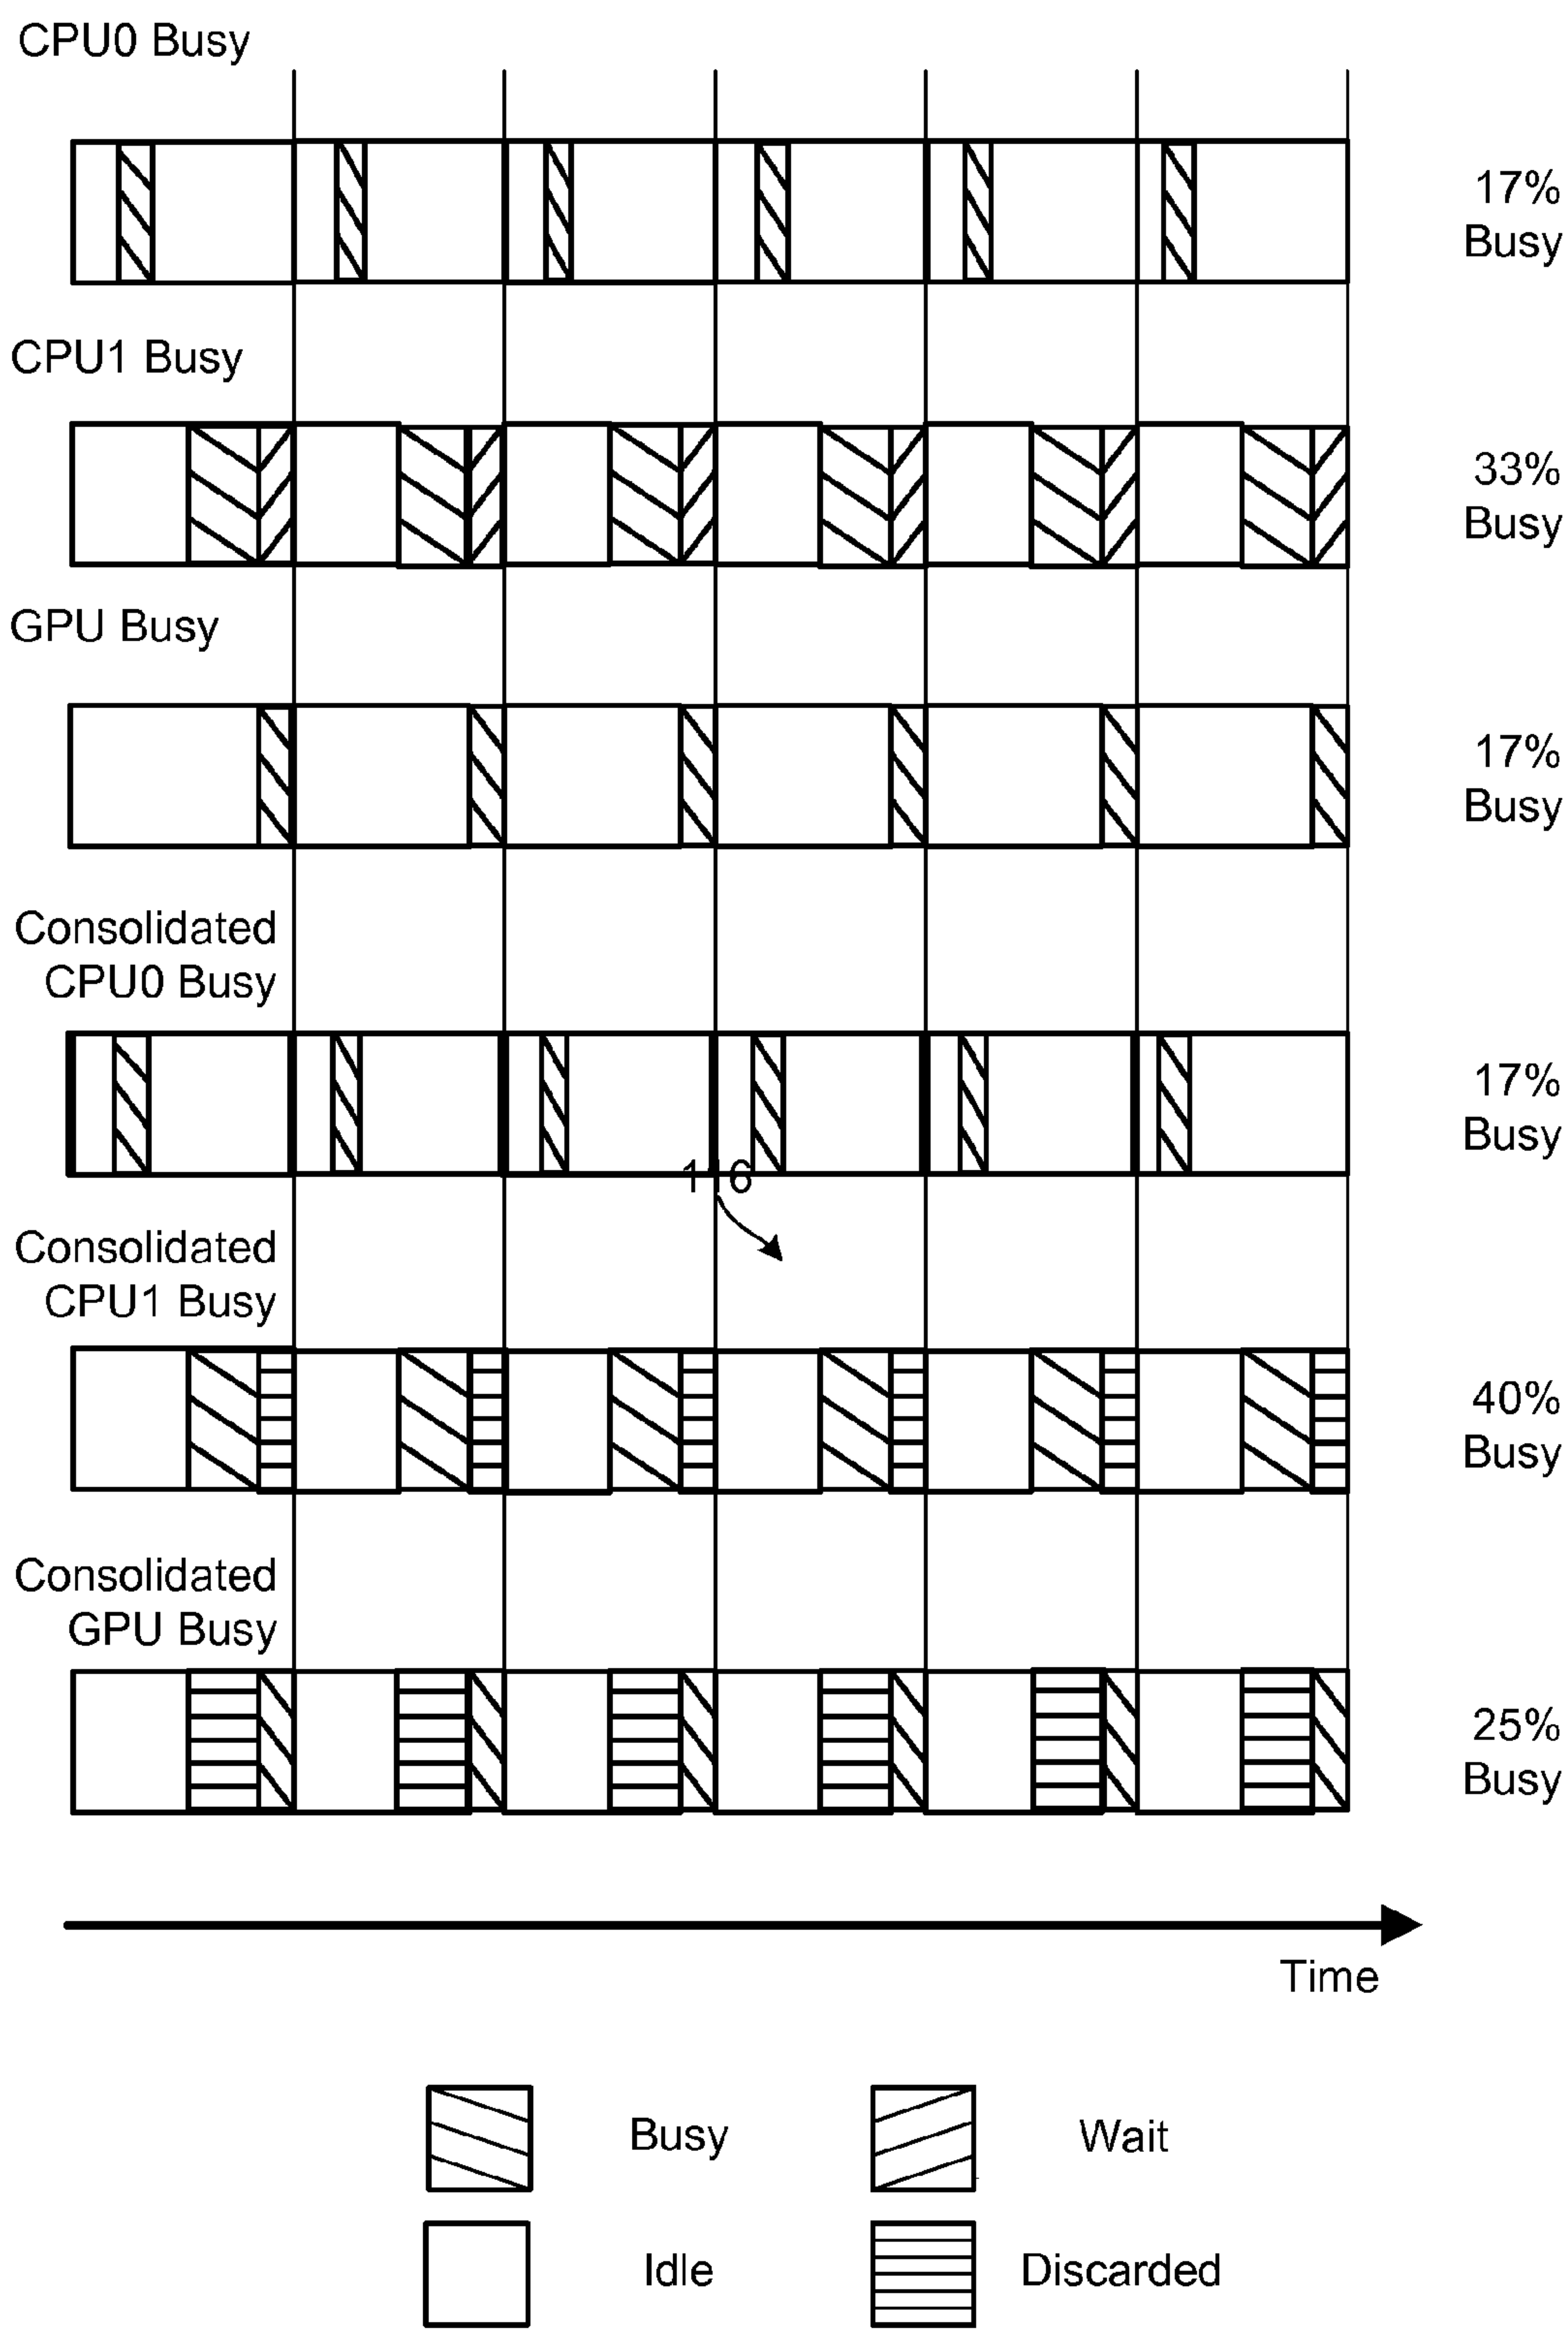 CPU0 Busy
17%
Busy
CPU1 Busy
33%
Busy
GPU Busy
17%
Busy
Consolidated
CPU0 Busy
17%
Busy
116
Consolidated
CPU1 Busy
40%
Busy
Consolidated
GPU Busy
25%
Busy
Time
Busy
Wait
Idle
Discarded